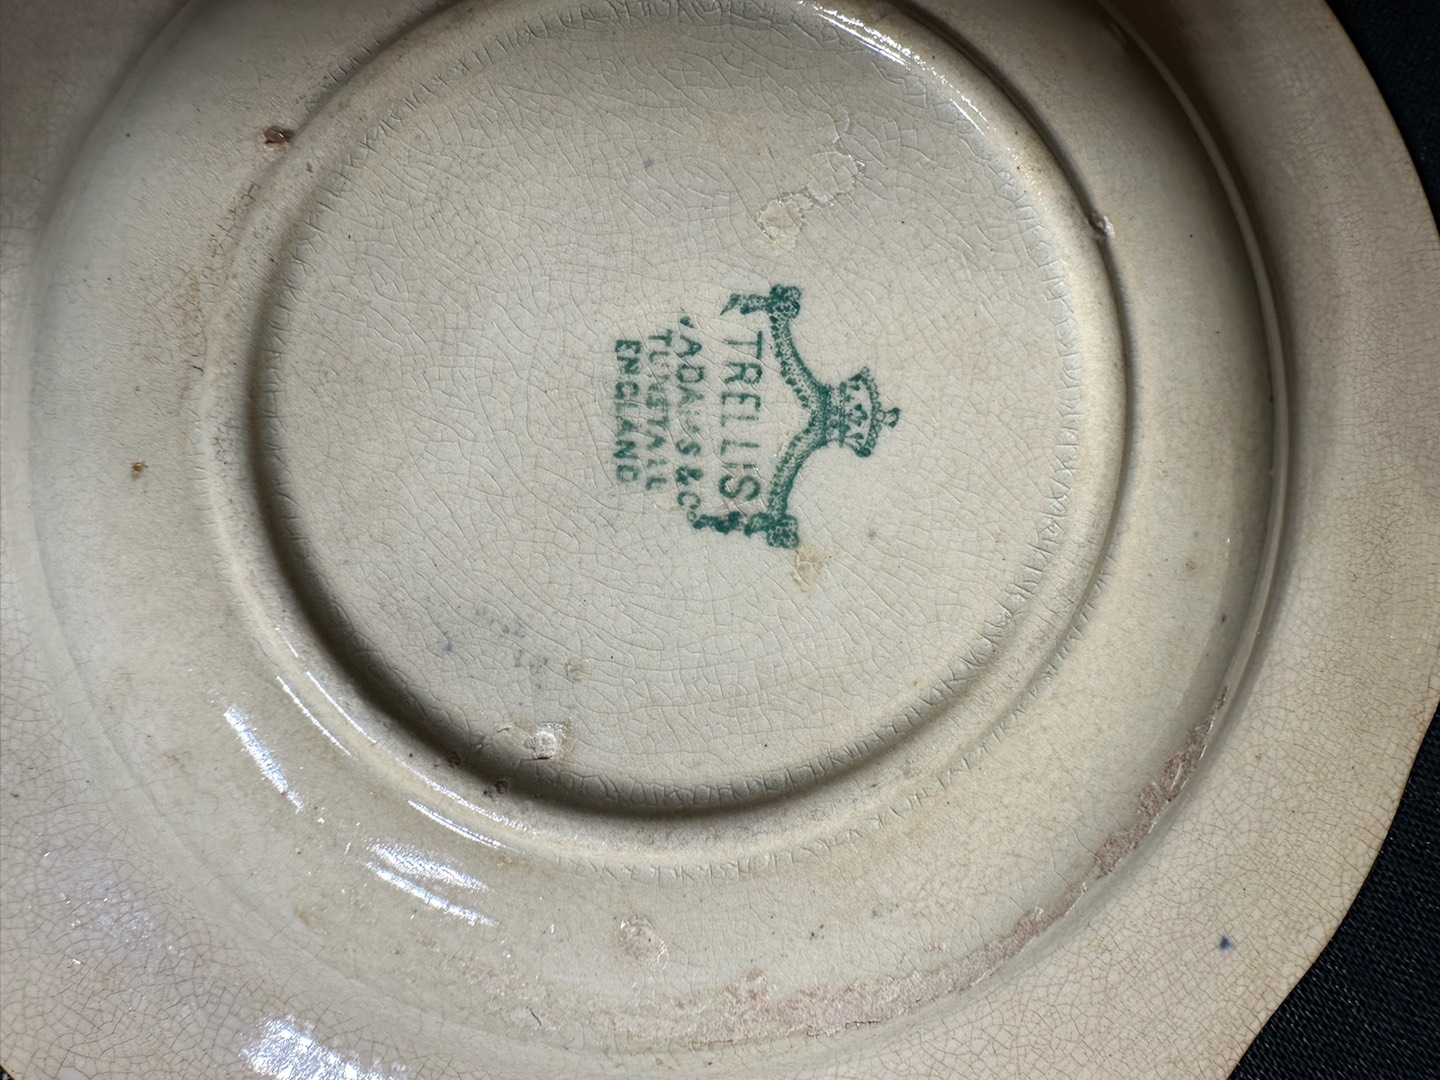 TRELLIS
ADAMS & Co
TUNSTALL
ENGLAND